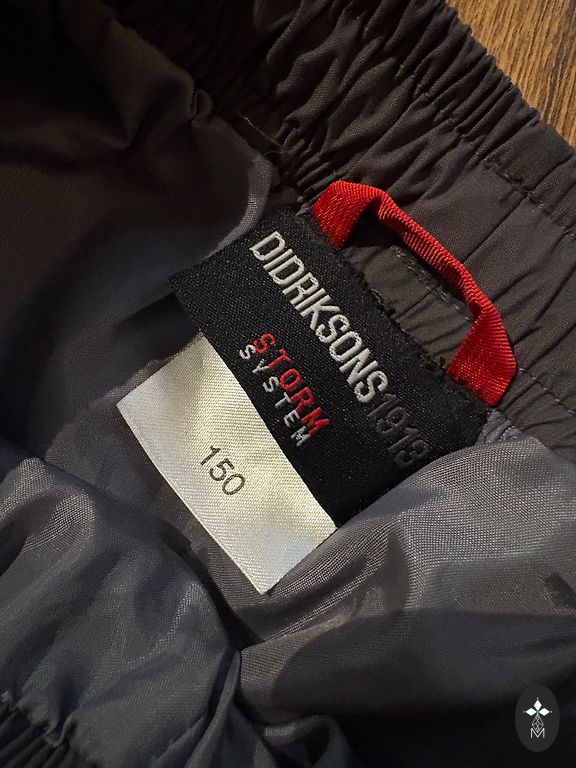 DIDRIKSONS1913
STORM
SYSTEM
150
M